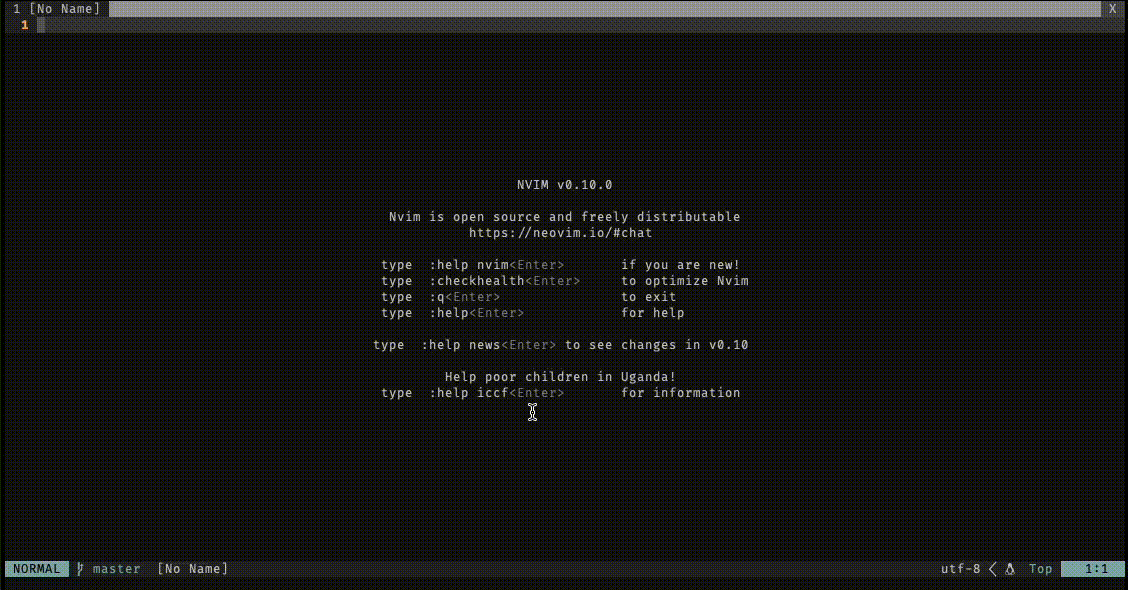 1 [No Name] X
1
NVIM v0.10.0
Nvim is open source and freely distributable
https://neovim.io/#chat
type :help nvim<Enter> if you are new!
type :checkhealth<Enter> to optimize Nvim
type :q<Enter> to exit
type :help<Enter> for help
type :help news<Enter> to see changes in v0.10
Help poor children in Uganda!
type :help iccf<Enter> for information
NORMAL master [No Name] utf-8 < Top 1:1